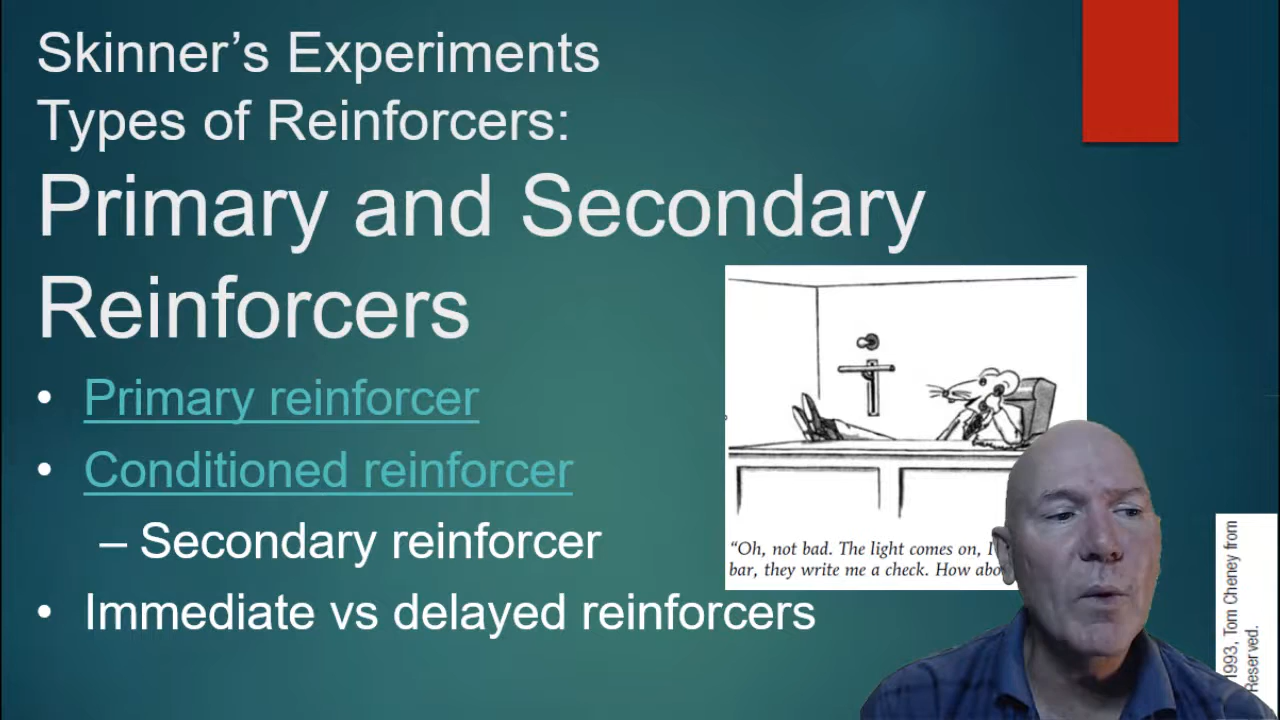 Skinner’s Experiments
Types of Reinforcers:
Primary and Secondary
Reinforcers
• Primary reinforcer
• Conditioned reinforcer
– Secondary reinforcer
• Immediate vs delayed reinforcers
“Oh, not bad. The light comes on, I
bar, they write me a check. How
1993, Tom Cheney from
Reserved.